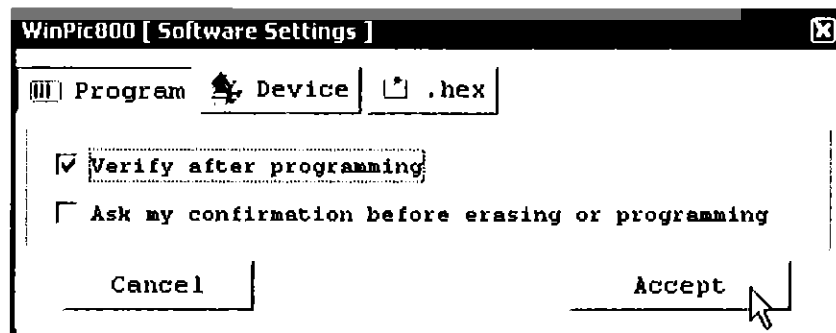 WinPic800 [ Software Settings ]
Program Device .hex
Verify after programming
Ask my confirmation before erasing or programming
Cancel Accept